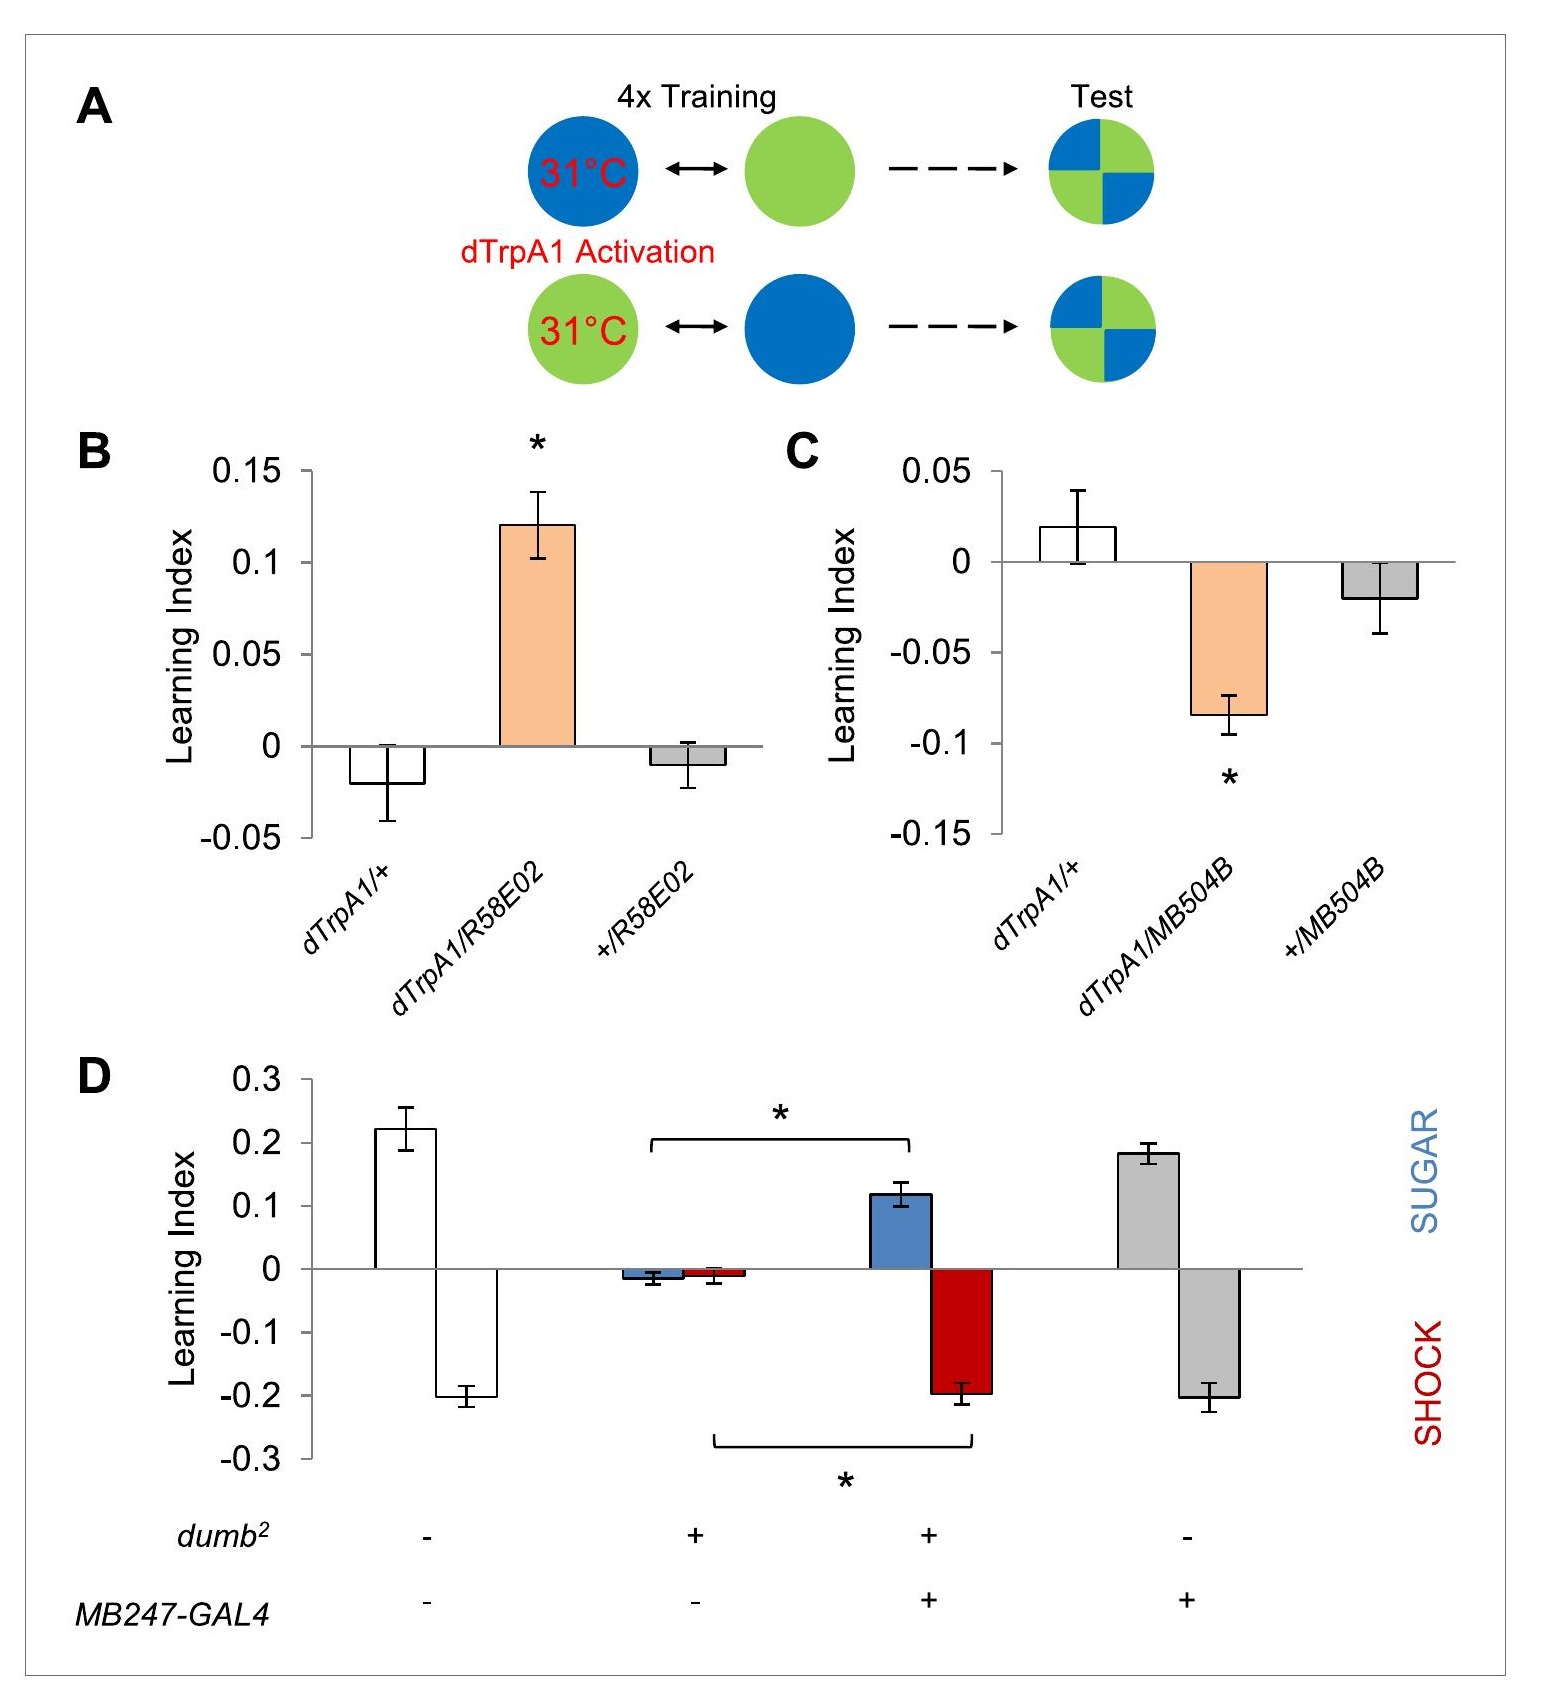 A
4x Training
Test
31°C
dTrpA1 Activation
31°C
B
*
0.15
0.1
0.05
0
-0.05
Learning Index
dTrpA1/+
dTrpA1/R58E02
+/R58E02
C
0.05
0
-0.05
-0.1
-0.15
Learning Index
*
dTrpA1/+
dTrpA1/MB504B
+/MB504B
D
0.3
0.2
0.1
0
-0.1
-0.2
-0.3
Learning Index
*
*
SUGAR
SHOCK
dumb² - + + -
MB247-GAL4 - - + +